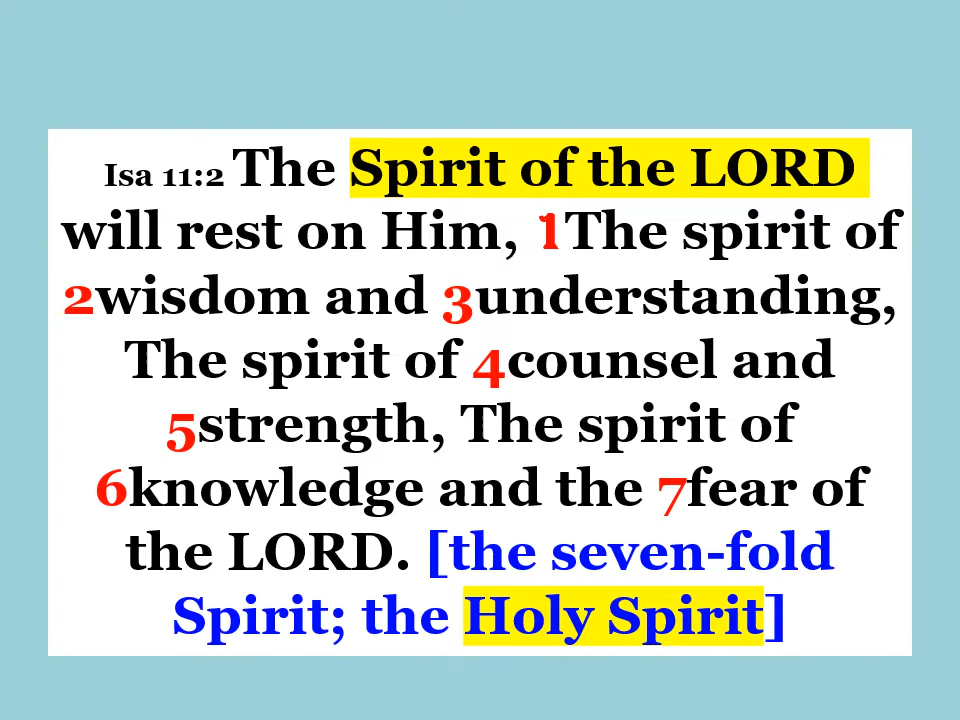 Isa 11:2 The Spirit of the LORD
will rest on Him, 1The spirit of
2wisdom and 3understanding,
The spirit of 4counsel and
5strength, The spirit of
6knowledge and the 7fear of
the LORD. [the seven-fold
Spirit; the Holy Spirit]